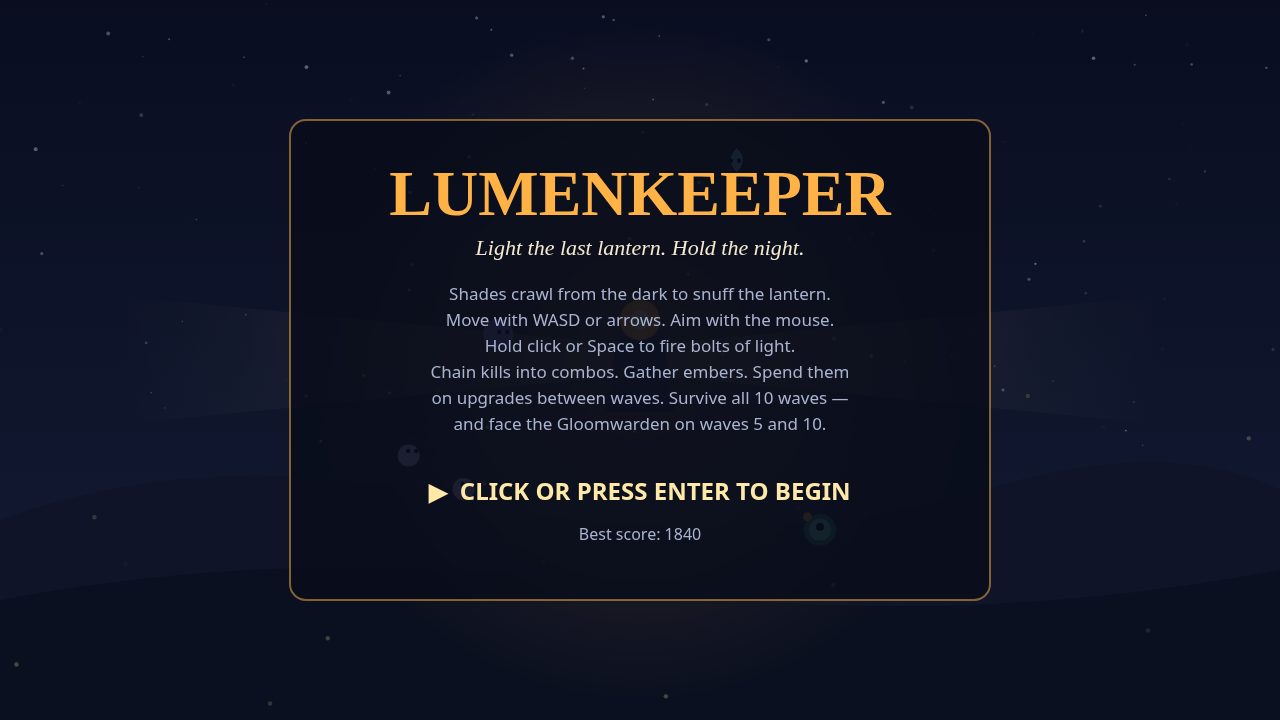 LUMENKEEPER
Light the last lantern. Hold the night.
Shades crawl from the dark to snuff the lantern.
Move with WASD or arrows. Aim with the mouse.
Hold click or Space to fire bolts of light.
Chain kills into combos. Gather embers. Spend them
on upgrades between waves. Survive all 10 waves —
and face the Gloomwarden on waves 5 and 10.
▶ CLICK OR PRESS ENTER TO BEGIN
Best score: 1840